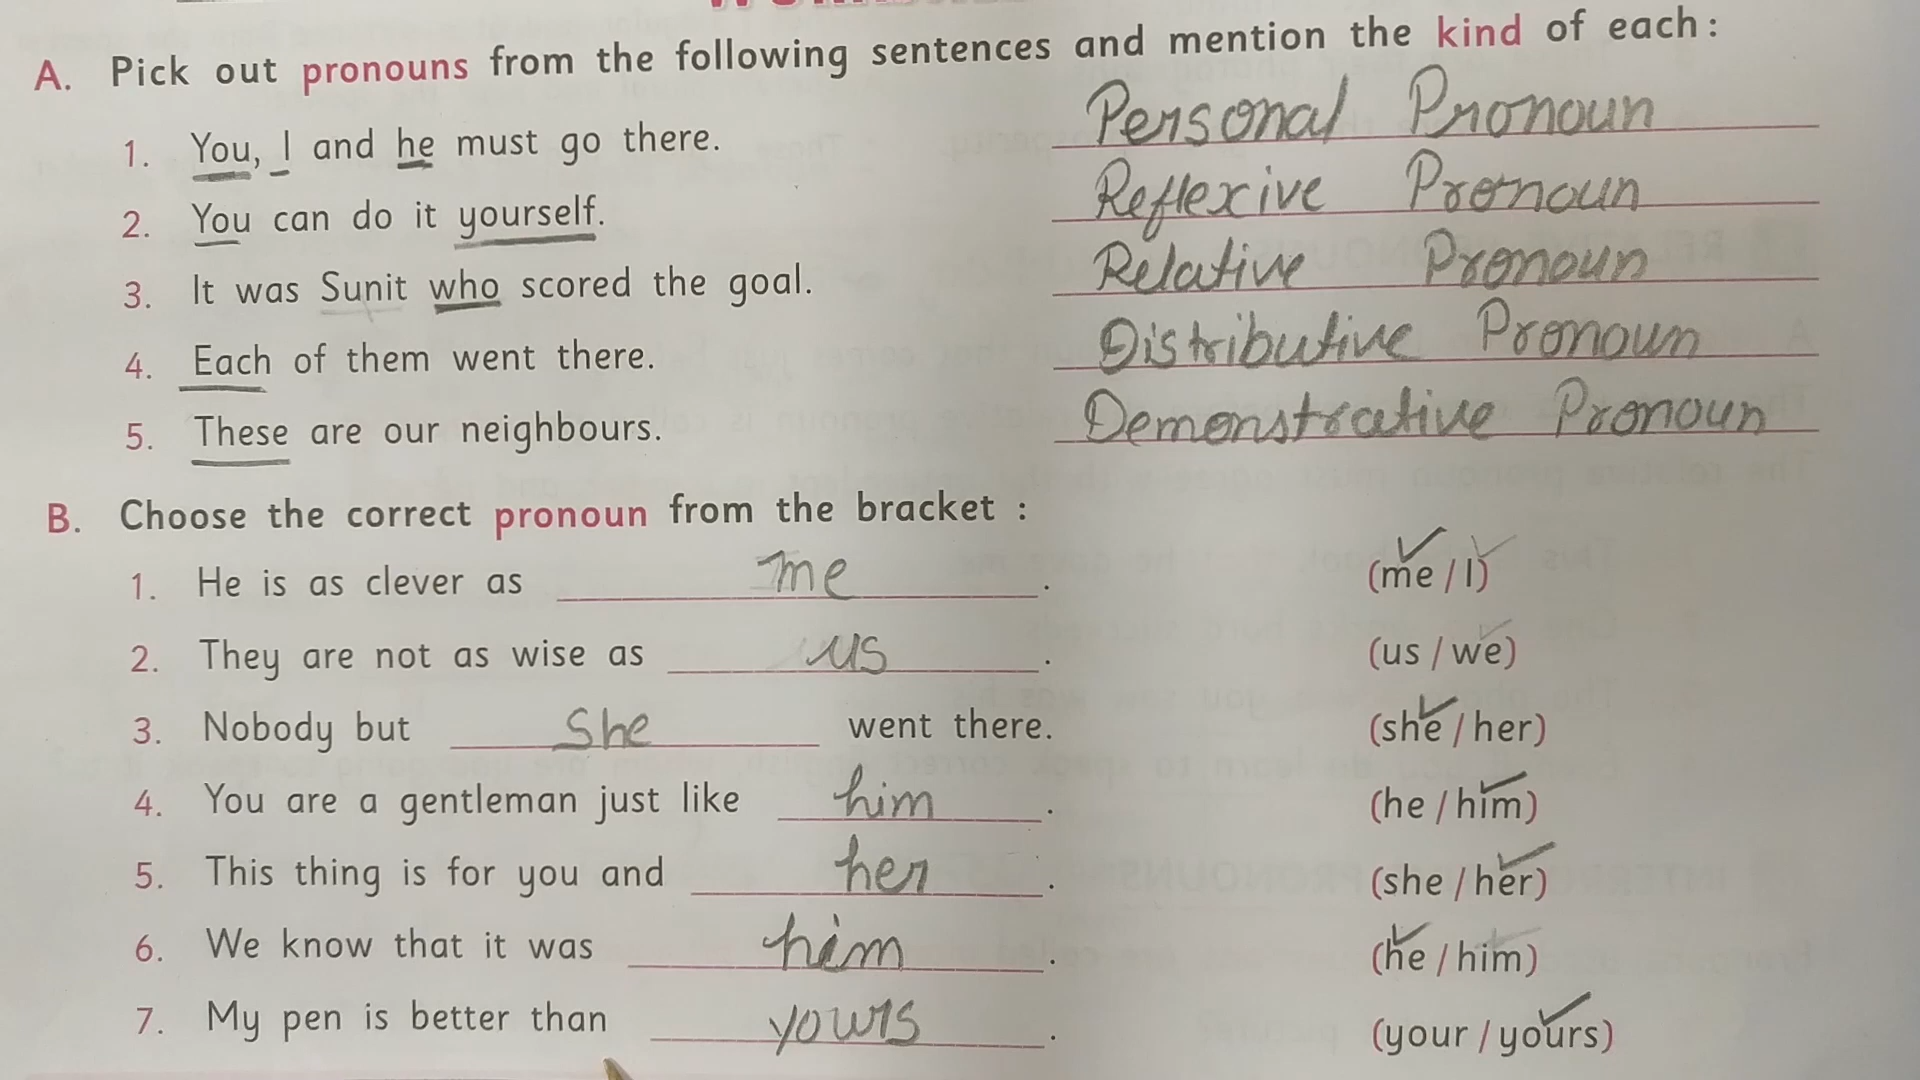 A. Pick out pronouns from the following sentences and mention the kind of each:
1. You, I and he must go there. Personal Pronoun
2. You can do it yourself. Reflexive Pronoun
3. It was Sunit who scored the goal. Relative Pronoun
4. Each of them went there. Distributive Pronoun
5. These are our neighbours. Demonstrative Pronoun
B. Choose the correct pronoun from the bracket :
1. He is as clever as me. (me / I)
2. They are not as wise as us. (us / we)
3. Nobody but She went there. (she / her)
4. You are a gentleman just like him. (he / him)
5. This thing is for you and her. (she / her)
6. We know that it was him. (he / him)
7. My pen is better than yours. (your / yours)